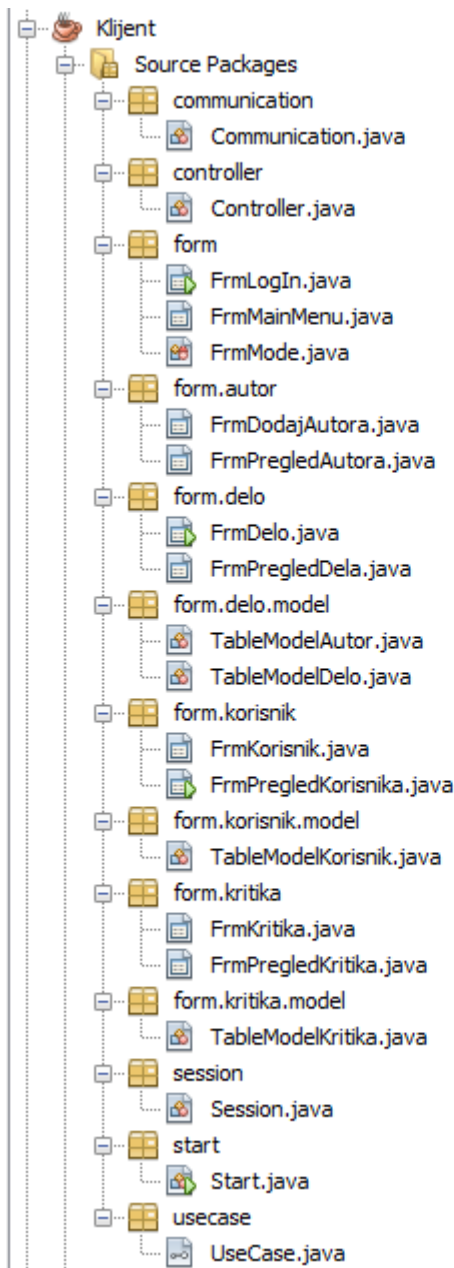 Klijent
Source Packages
communication
Communication.java
controller
Controller.java
form
FrmLogIn.java
FrmMainMenu.java
FrmMode.java
form.autor
FrmDodajAutora.java
FrmPregledAutora.java
form.delo
FrmDelo.java
FrmPregledDela.java
form.delo.model
TableModelAutor.java
TableModelDelo.java
form.korisnik
FrmKorisnik.java
FrmPregledKorisnika.java
form.korisnik.model
TableModelKorisnik.java
form.kritika
FrmKritika.java
FrmPregledKritika.java
form.kritika.model
TableModelKritika.java
session
Session.java
start
Start.java
usecase
UseCase.java